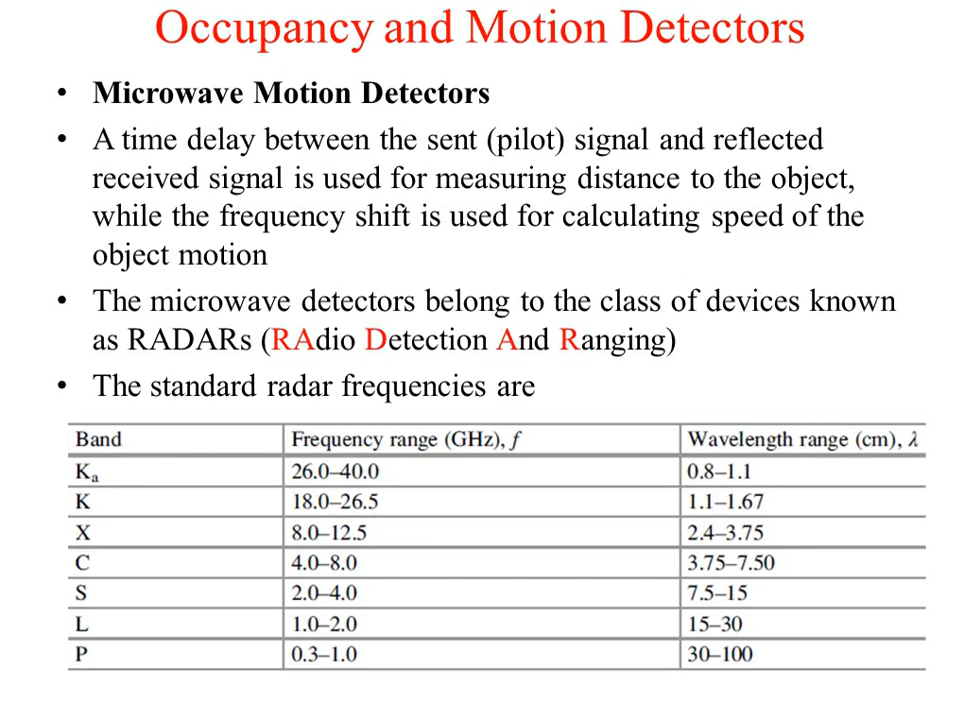 Occupancy and Motion Detectors
• Microwave Motion Detectors
• A time delay between the sent (pilot) signal and reflected
received signal is used for measuring distance to the object,
while the frequency shift is used for calculating speed of the
object motion
• The microwave detectors belong to the class of devices known
as RADARs (RAdio Detection And Ranging)
• The standard radar frequencies are
Band Frequency range (GHz), f Wavelength range (cm), λ
Ka 26.0–40.0 0.8–1.1
K 18.0–26.5 1.1–1.67
X 8.0–12.5 2.4–3.75
C 4.0–8.0 3.75–7.50
S 2.0–4.0 7.5–15
L 1.0–2.0 15–30
P 0.3–1.0 30–100